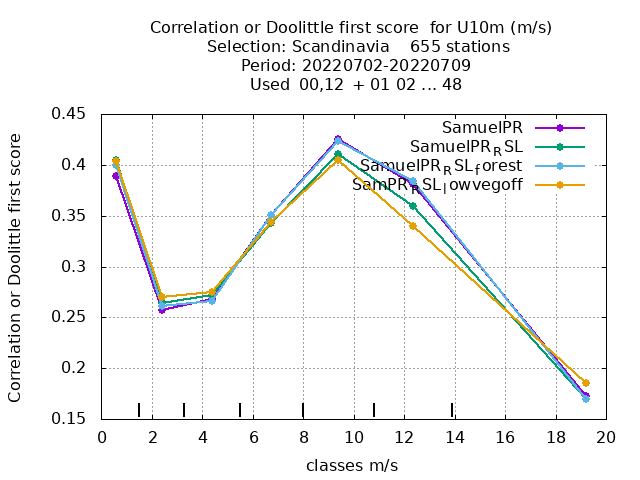 Correlation or Doolittle first score  for U10m (m/s)
Selection: Scandinavia    655 stations
Period: 20220702-20220709
Used  00,12  + 01 02 ... 48
Correlation or Doolittle first score
0.45
0.4
0.35
0.3
0.25
0.2
0.15
SamuelPR
SamuelPR_RSL
SamuelPR_RSL_forest
SamPR_RSL_lowvegoff
0 2 4 6 8 10 12 14 16 18 20
classes m/s